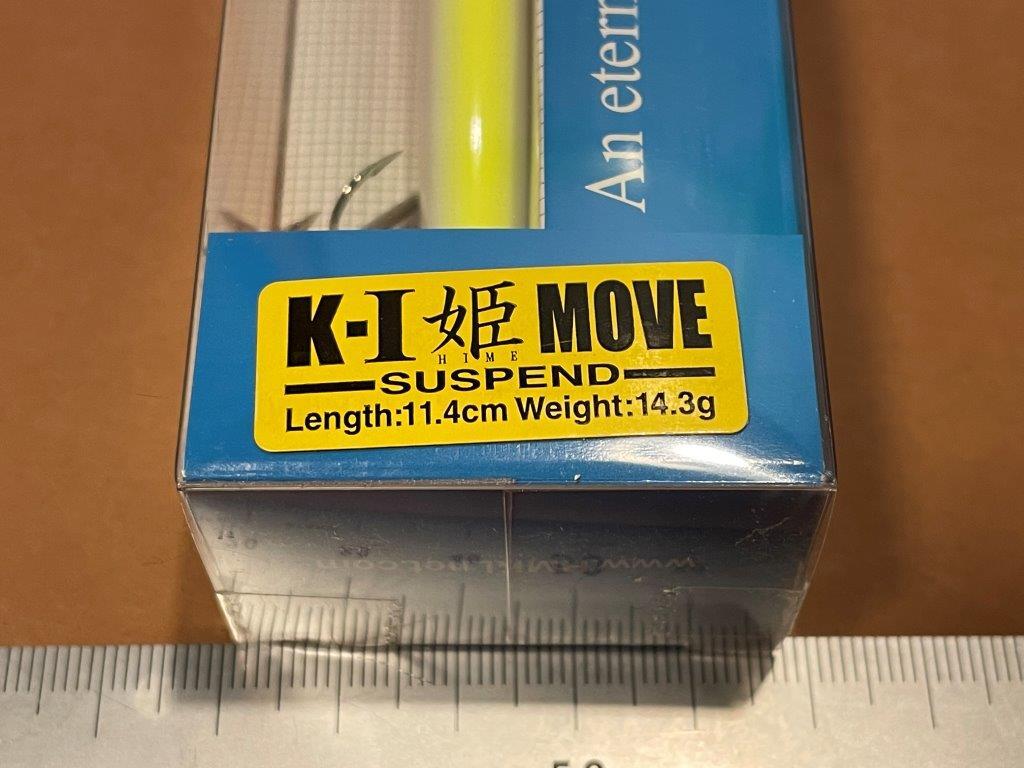 An etern
K-I 姫 MOVE
HIME
SUSPEND
Length:11.4cm Weight:14.3g